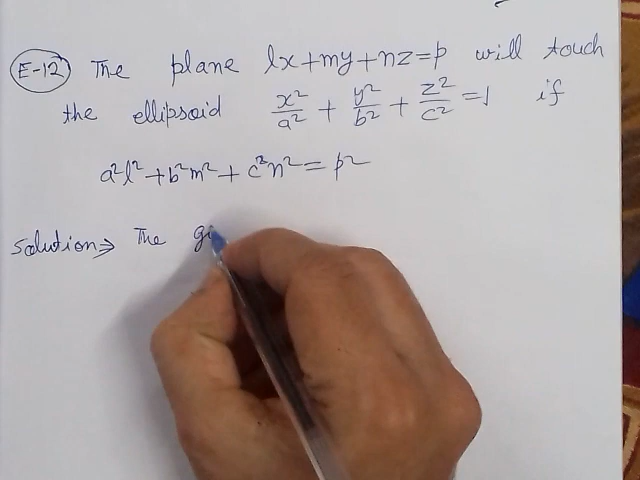 E-12 The plane lx+my+nz=p will touch
the ellipsoid x²/a² + y²/b² + z²/c² = 1 if
a²l² + b²m² + c²n² = p²
Solution⇒ The gi